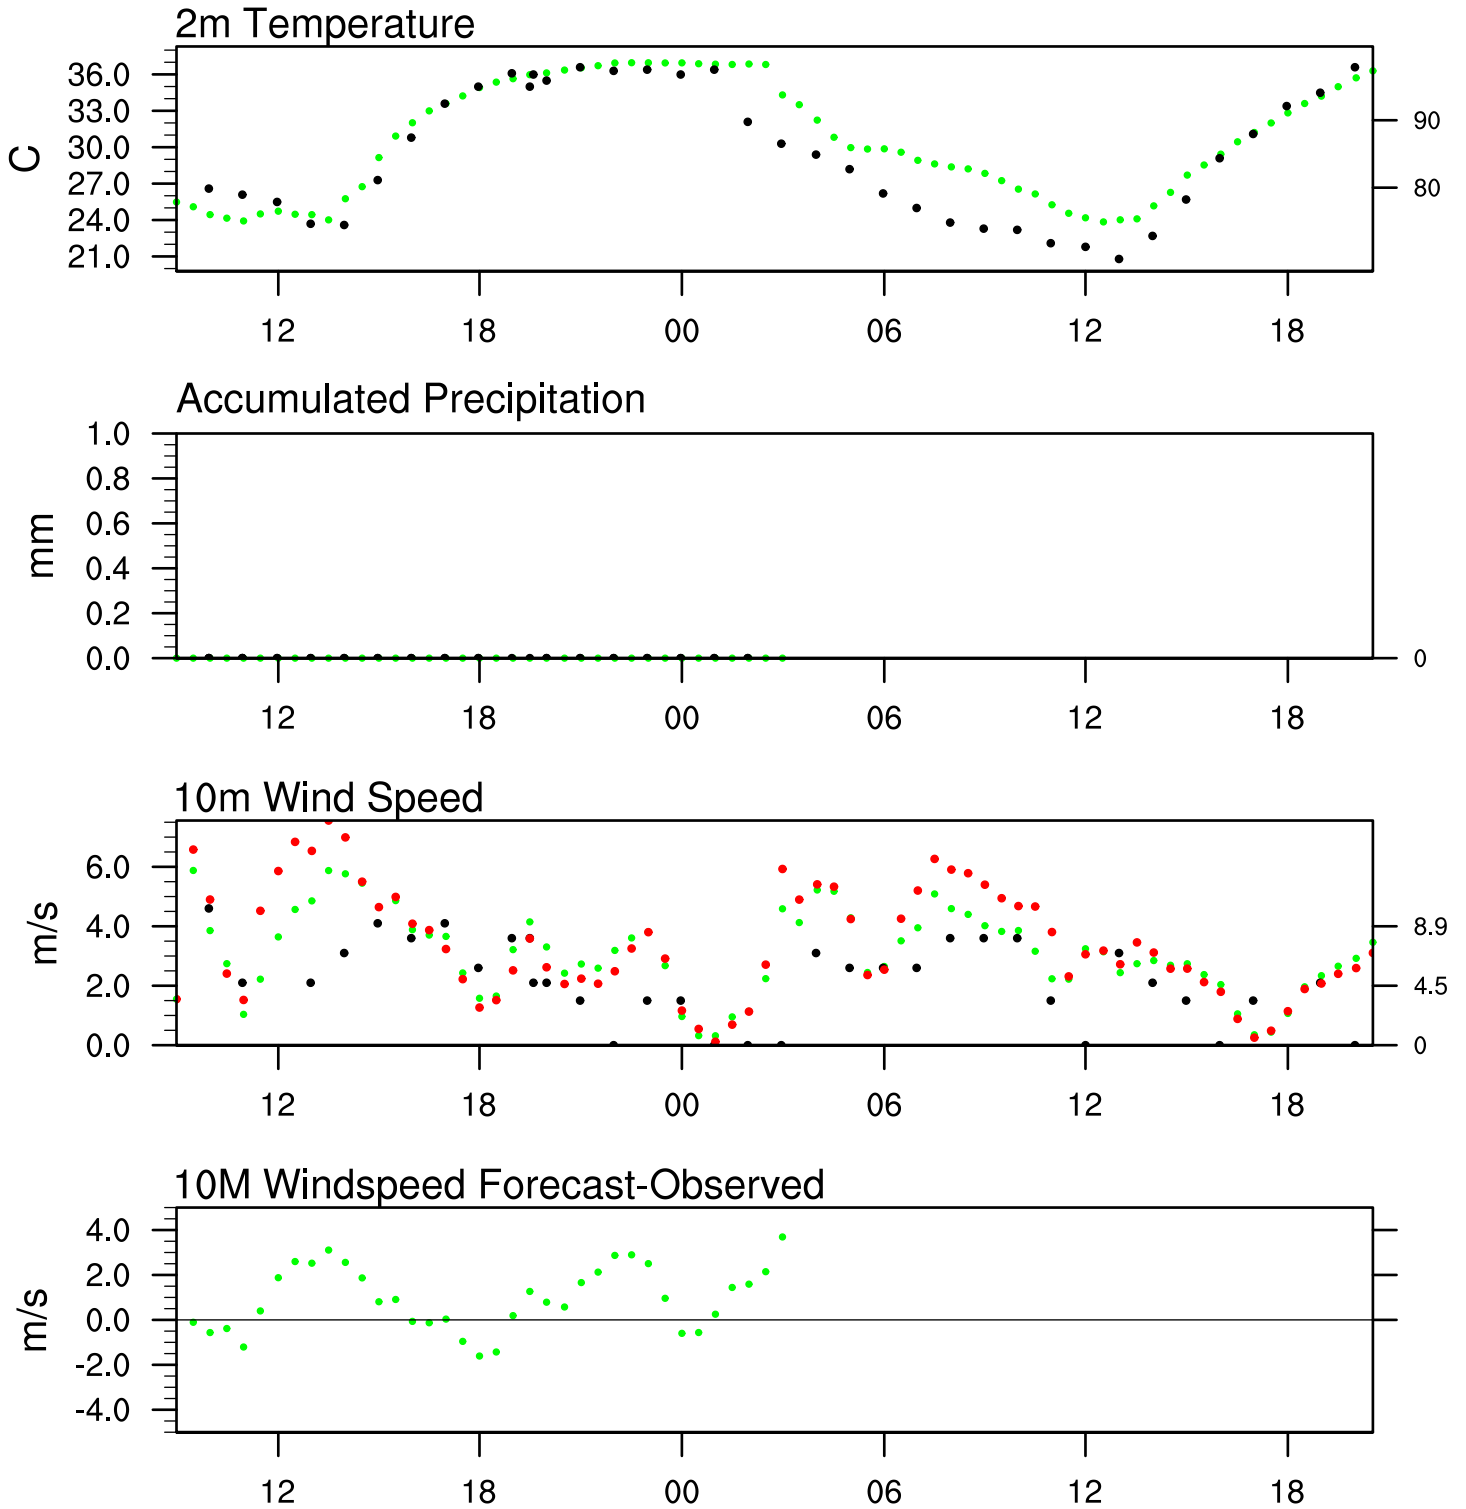 2m Temperature
36.0
33.0
30.0
27.0
24.0
21.0
C
90
80
12 18 00 06 12 18
Accumulated Precipitation
1.0
0.8
0.6
0.4
0.2
0.0
mm
0
12 18 00 06 12 18
10m Wind Speed
6.0
4.0
2.0
0.0
m/s
8.9
4.5
0
12 18 00 06 12 18
10M Windspeed Forecast-Observed
4.0
2.0
0.0
-2.0
-4.0
m/s
12 18 00 06 12 18